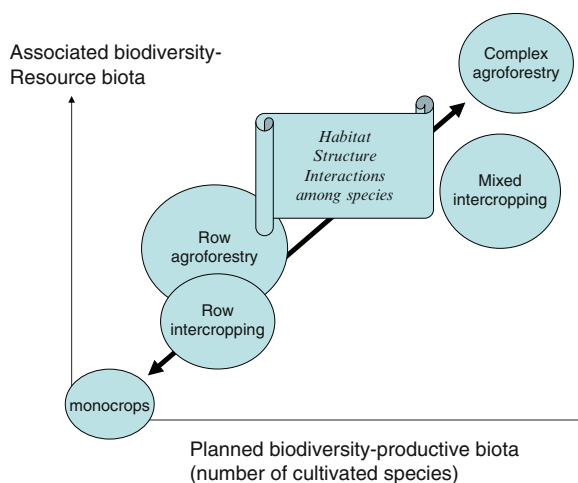 Associated biodiversity-
Resource biota
Complex
agroforestry
Habitat
Structure
Interactions
among species
Mixed
intercropping
Row
agroforestry
Row
intercropping
monocrops
Planned biodiversity-productive biota
(number of cultivated species)